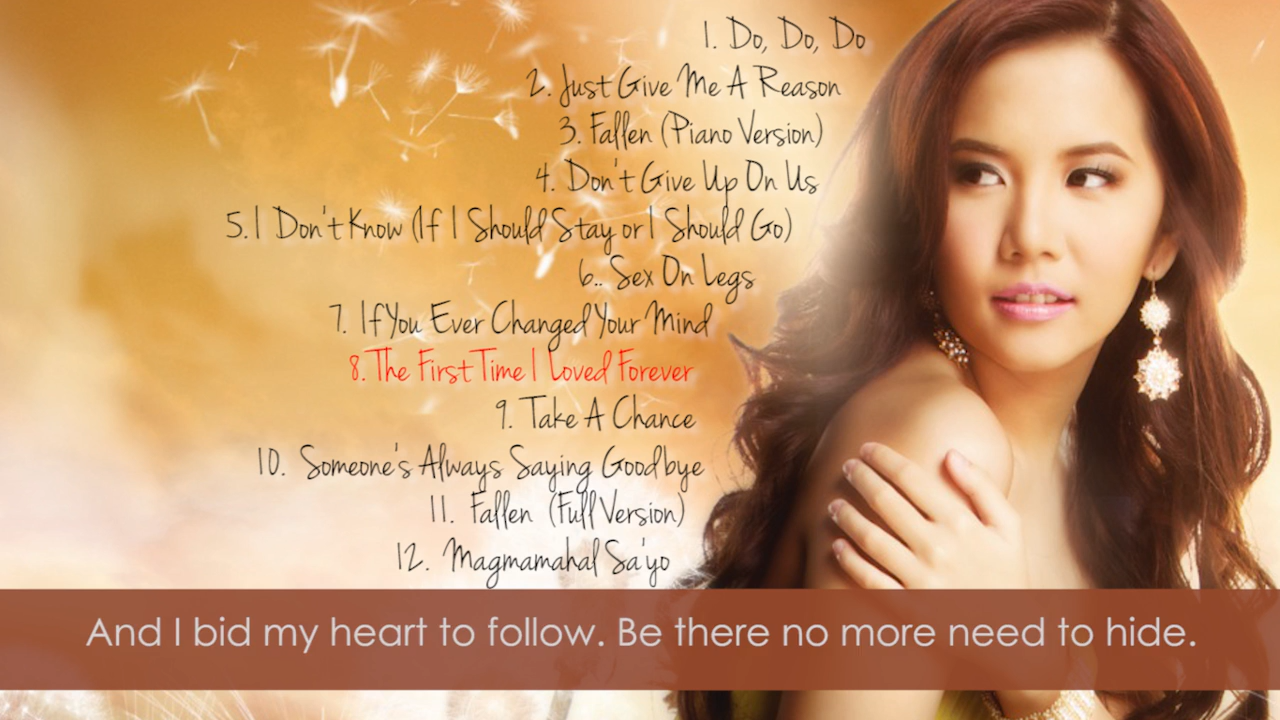 1. Do, Do, Do
2. Just Give Me A Reason
3. Fallen (Piano Version)
4. Don't Give Up On Us
5. I Don't Know (If I Should Stay or I Should Go)
6.. Sex On Legs
7. If You Ever Changed Your Mind
8. The First Time I Loved Forever
9. Take A Chance
10. Someone's Always Saying Goodbye
11. Fallen (Full Version)
12. Magmamahal Sa'yo
And I bid my heart to follow. Be there no more need to hide.